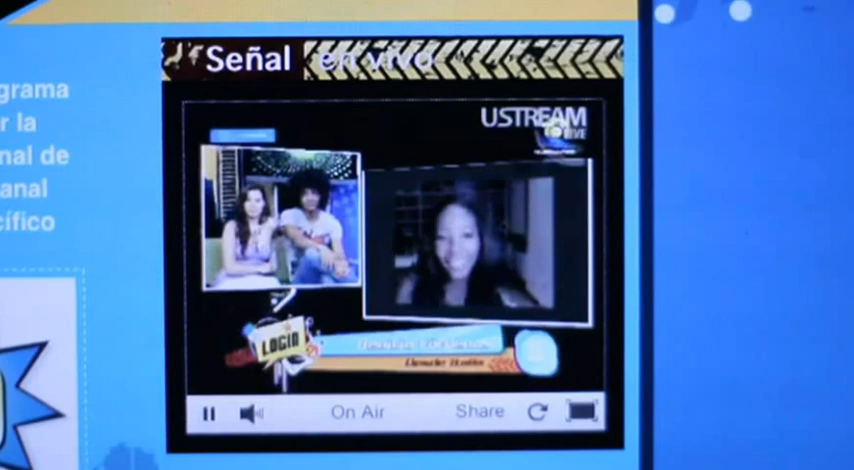 Señal en vivo
grama
r la
nal de
anal
cífico
USTREAM
LIVE
LOGIN
On Air
Share